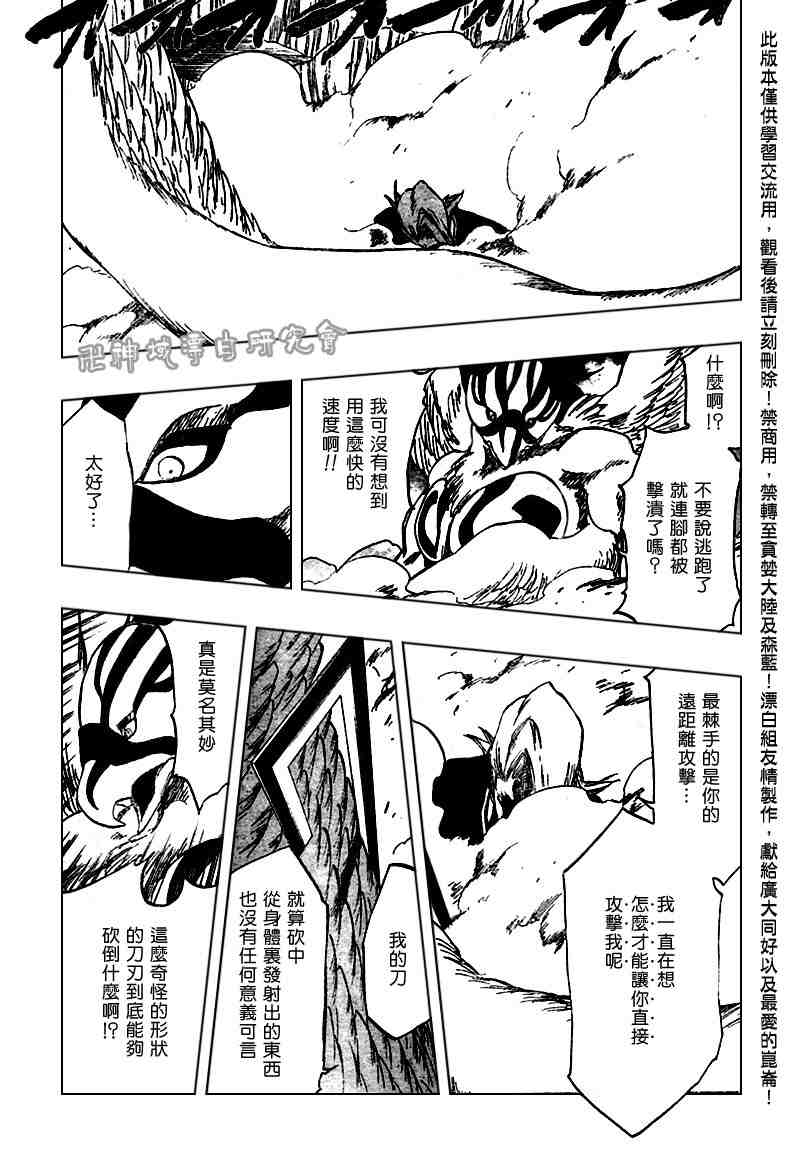 卍神域漂白研究會
什麼啊!?
不要說逃跑了
就連腳都被
擊潰了嗎？
我可沒有想到
用這麼快的
速度啊!!
太好了…
最棘手的是你的
遠距離攻擊…
我一直在想
怎麼才能讓你直接
攻擊我呢
我的刀
就算砍中
從身體裏發射出的東西
也沒有任何意義可言
真是莫名其妙
這麼奇怪的形狀
的刀刃到底能夠
砍倒什麼啊!?
此版本僅供學習交流用，觀看後請立刻刪除！禁商用，禁轉至貪婪大陸及森藍！漂白組友情製作，獻給廣大同好以及最愛的崑崙！